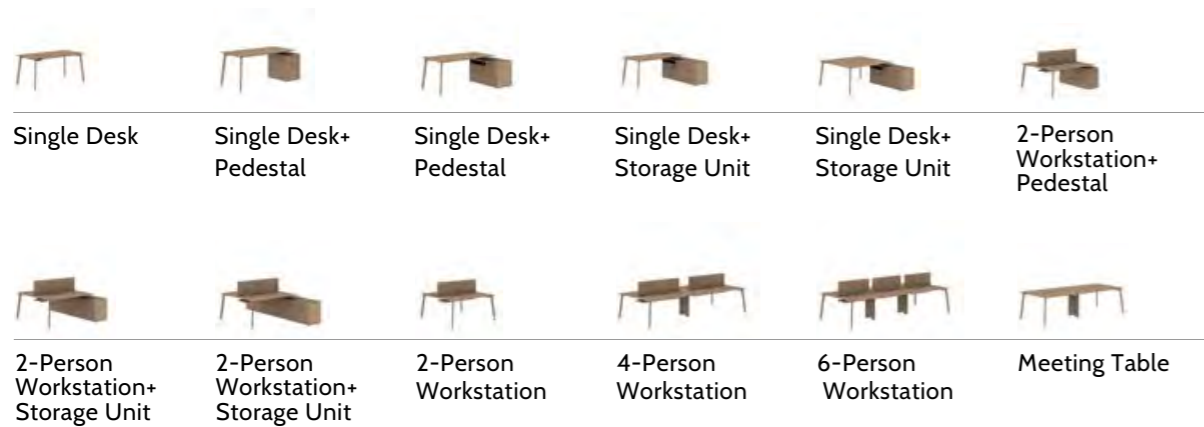 Single Desk
Single Desk+
Pedestal
Single Desk+
Pedestal
Single Desk+
Storage Unit
Single Desk+
Storage Unit
2-Person
Workstation+
Pedestal
2-Person
Workstation+
Storage Unit
2-Person
Workstation+
Storage Unit
2-Person
Workstation
4-Person
Workstation
6-Person
Workstation
Meeting Table